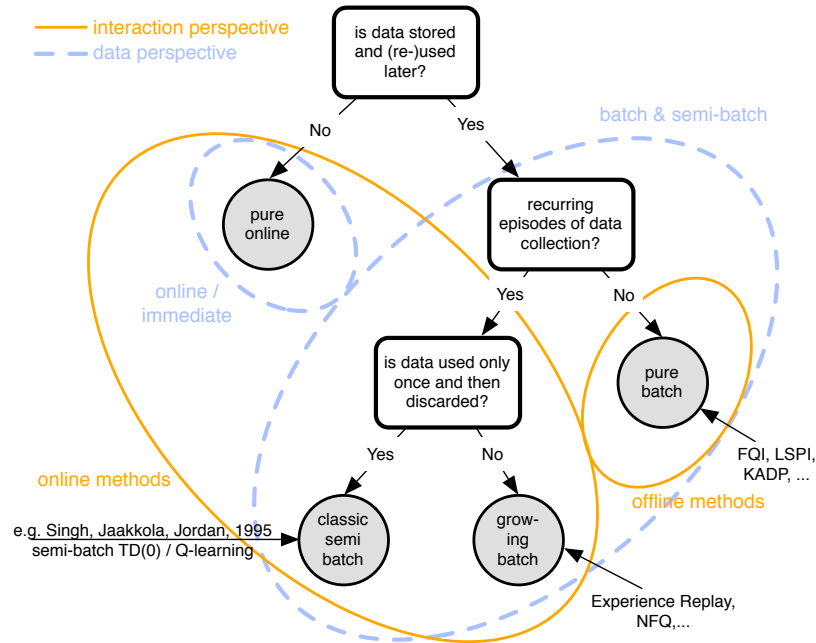 interaction perspective
data perspective
is data stored
and (re-)used
later?
batch & semi-batch
No
Yes
pure
online
recurring
episodes of data
collection?
online /
immediate
Yes
No
is data used only
once and then
discarded?
pure
batch
Yes
No
FQI, LSPI,
KADP, ...
online methods
offline methods
e.g. Singh, Jaakkola, Jordan, 1995
semi-batch TD(0) / Q-learning
classic
semi
batch
grow-
ing
batch
Experience Replay,
NFQ,...